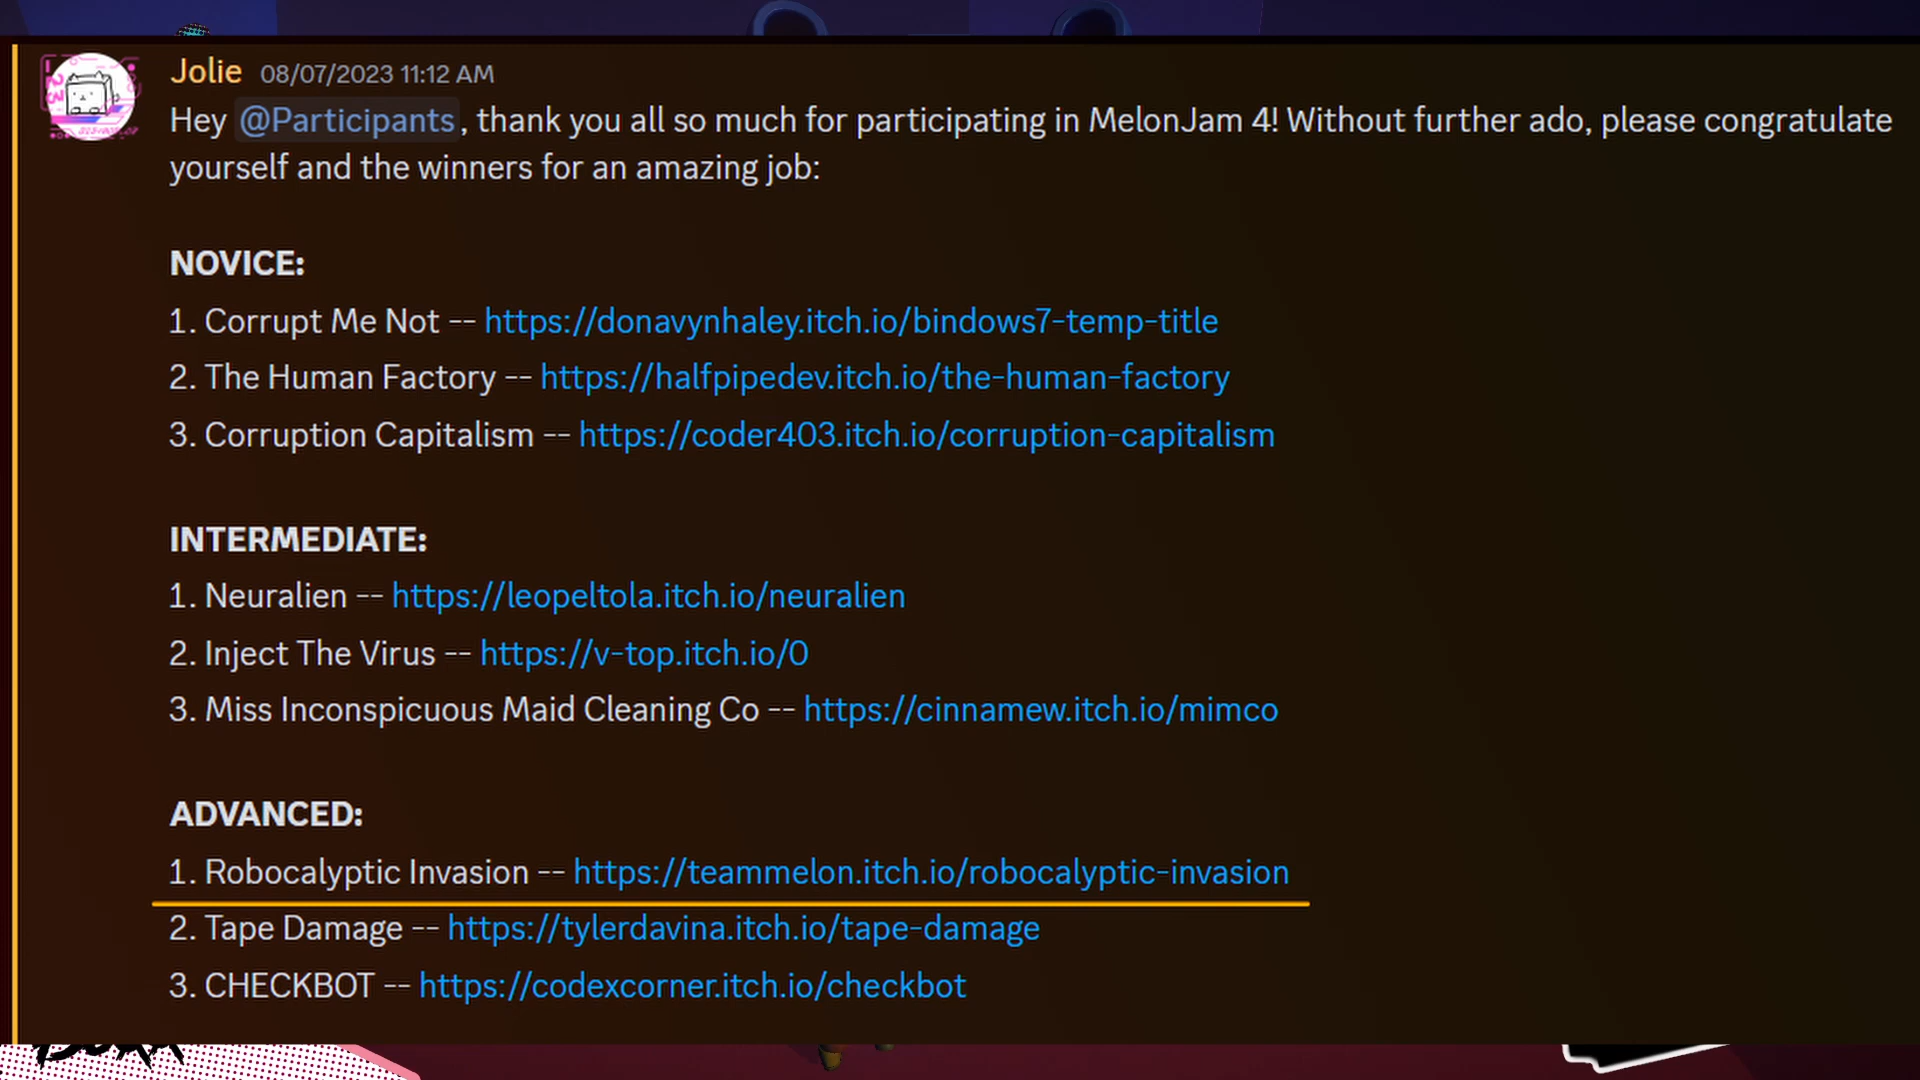 Jolie 08/07/2023 11:12 AM
Hey @Participants, thank you all so much for participating in MelonJam 4! Without further ado, please congratulate
yourself and the winners for an amazing job:
NOVICE:
1. Corrupt Me Not -- https://donavynhaley.itch.io/bindows7-temp-title
2. The Human Factory -- https://halfpipedev.itch.io/the-human-factory
3. Corruption Capitalism -- https://coder403.itch.io/corruption-capitalism
INTERMEDIATE:
1. Neuralien -- https://leopeltola.itch.io/neuralien
2. Inject The Virus -- https://v-top.itch.io/0
3. Miss Inconspicuous Maid Cleaning Co -- https://cinnamew.itch.io/mimco
ADVANCED:
1. Robocalyptic Invasion -- https://teammelon.itch.io/robocalyptic-invasion
2. Tape Damage -- https://tylerdavina.itch.io/tape-damage
3. CHECKBOT -- https://codexcorner.itch.io/checkbot